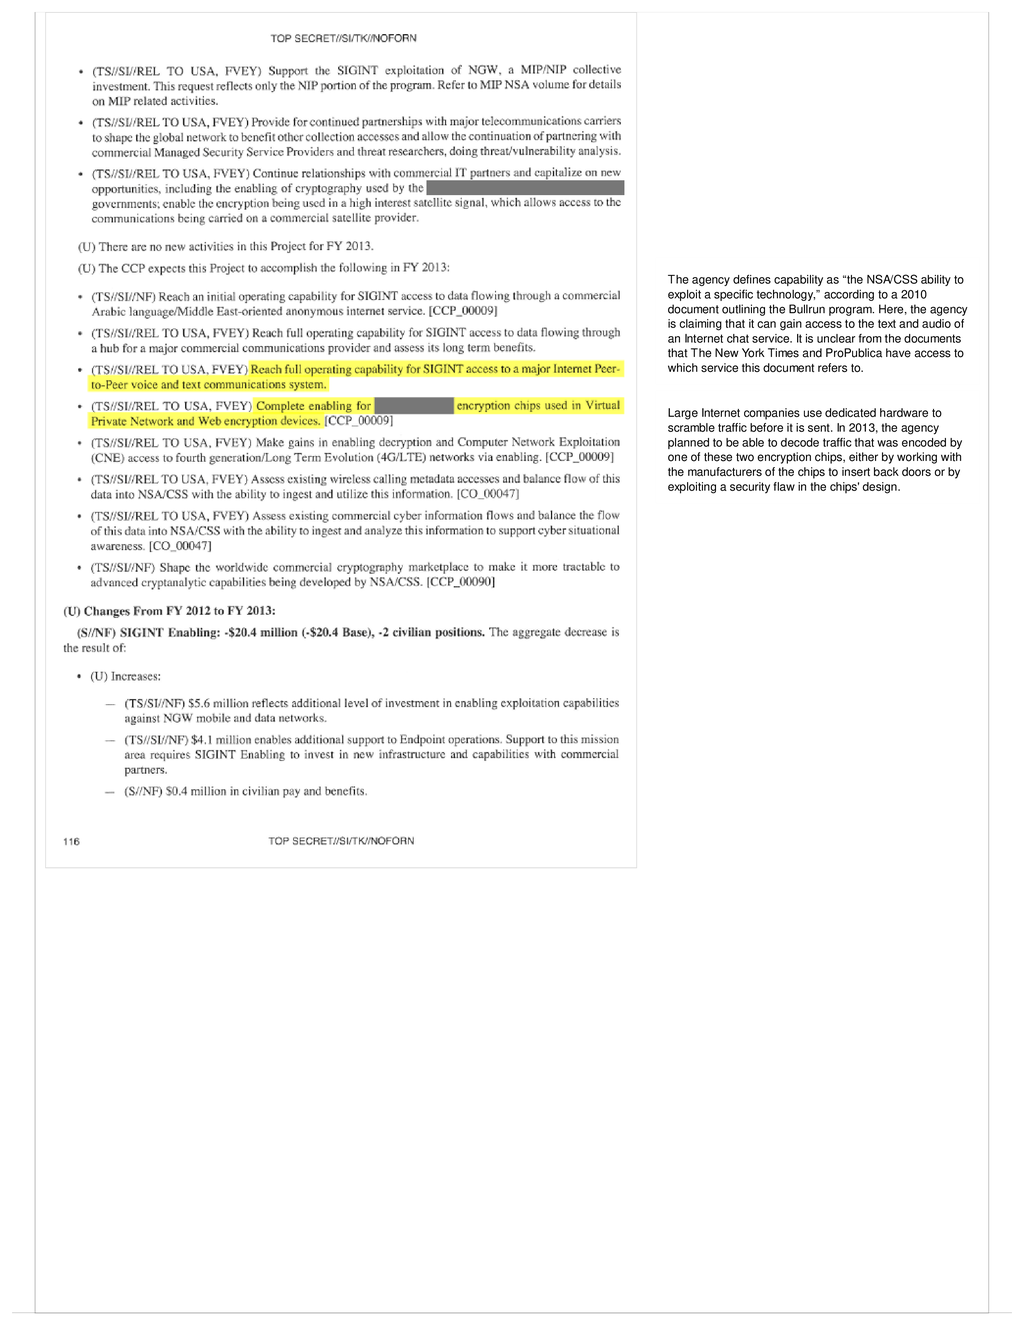 TOP SECRET//SI/TK//NOFORN
• (TS//SI//REL TO USA, FVEY) Support the SIGINT exploitation of NGW, a MIP/NIP collective
investment. This request reflects only the NIP portion of the program. Refer to MIP NSA volume for details
on MIP related activities.
• (TS//SI//REL TO USA, FVEY) Provide for continued partnerships with major telecommunications carriers
to shape the global network to benefit other collection accesses and allow the continuation of partnering with
commercial Managed Security Service Providers and threat researchers, doing threat/vulnerability analysis.
• (TS//SI//REL TO USA, FVEY) Continue relationships with commercial IT partners and capitalize on new
opportunities, including the enabling of cryptography used by the
governments; enable the encryption being used in a high interest satellite signal, which allows access to the
communications being carried on a commercial satellite provider.
(U) There are no new activities in this Project for FY 2013.
(U) The CCP expects this Project to accomplish the following in FY 2013:
• (TS//SI//NF) Reach an initial operating capability for SIGINT access to data flowing through a commercial
Arabic language/Middle East-oriented anonymous internet service. [CCP_00009]
• (TS//SI//REL TO USA, FVEY) Reach full operating capability for SIGINT access to data flowing through
a hub for a major commercial communications provider and assess its long term benefits.
• (TS//SI//REL TO USA, FVEY) Reach full operating capability for SIGINT access to a major Internet Peer-
to-Peer voice and text communications system.
• (TS//SI//REL TO USA, FVEY) Complete enabling for encryption chips used in Virtual
Private Network and Web encryption devices. [CCP_00009]
• (TS//SI//REL TO USA, FVEY) Make gains in enabling decryption and Computer Network Exploitation
(CNE) access to fourth generation/Long Term Evolution (4G/LTE) networks via enabling. [CCP_00009]
• (TS//SI//REL TO USA, FVEY) Assess existing wireless calling metadata accesses and balance flow of this
data into NSA/CSS with the ability to ingest and utilize this information. [CO_00047]
• (TS//SI//REL TO USA, FVEY) Assess existing commercial cyber information flows and balance the flow
of this data into NSA/CSS with the ability to ingest and analyze this information to support cyber situational
awareness. [CO_00047]
• (TS//SI//NF) Shape the worldwide commercial cryptography marketplace to make it more tractable to
advanced cryptanalytic capabilities being developed by NSA/CSS. [CCP_00090]
(U) Changes From FY 2012 to FY 2013:
(S//NF) SIGINT Enabling: -$20.4 million (-$20.4 Base), -2 civilian positions. The aggregate decrease is
the result of:
• (U) Increases:
— (TS/SI//NF) $5.6 million reflects additional level of investment in enabling exploitation capabilities
against NGW mobile and data networks.
— (TS//SI//NF) $4.1 million enables additional support to Endpoint operations. Support to this mission
area requires SIGINT Enabling to invest in new infrastructure and capabilities with commercial
partners.
— (S//NF) $0.4 million in civilian pay and benefits.
116
TOP SECRET//SI/TK//NOFORN
The agency defines capability as “the NSA/CSS ability to
exploit a specific technology,” according to a 2010
document outlining the Bullrun program. Here, the agency
is claiming that it can gain access to the text and audio of
an Internet chat service. It is unclear from the documents
that The New York Times and ProPublica have access to
which service this document refers to.
Large Internet companies use dedicated hardware to
scramble traffic before it is sent. In 2013, the agency
planned to be able to decode traffic that was encoded by
one of these two encryption chips, either by working with
the manufacturers of the chips to insert back doors or by
exploiting a security flaw in the chips' design.